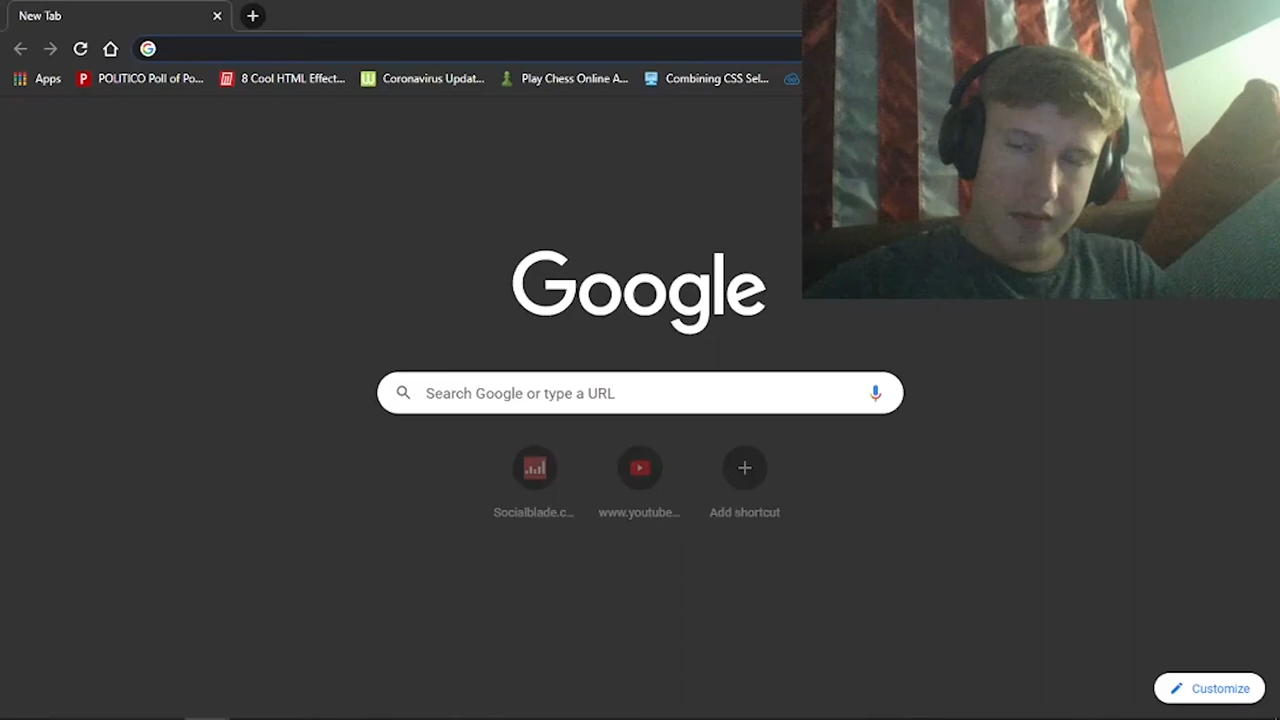 New Tab
Apps POLITICO Poll of Po... 8 Cool HTML Effect... Coronavirus Updat... Play Chess Online A... Combining CSS Sel...
Google
Search Google or type a URL
Socialblade.c... www.youtube... Add shortcut
Customize